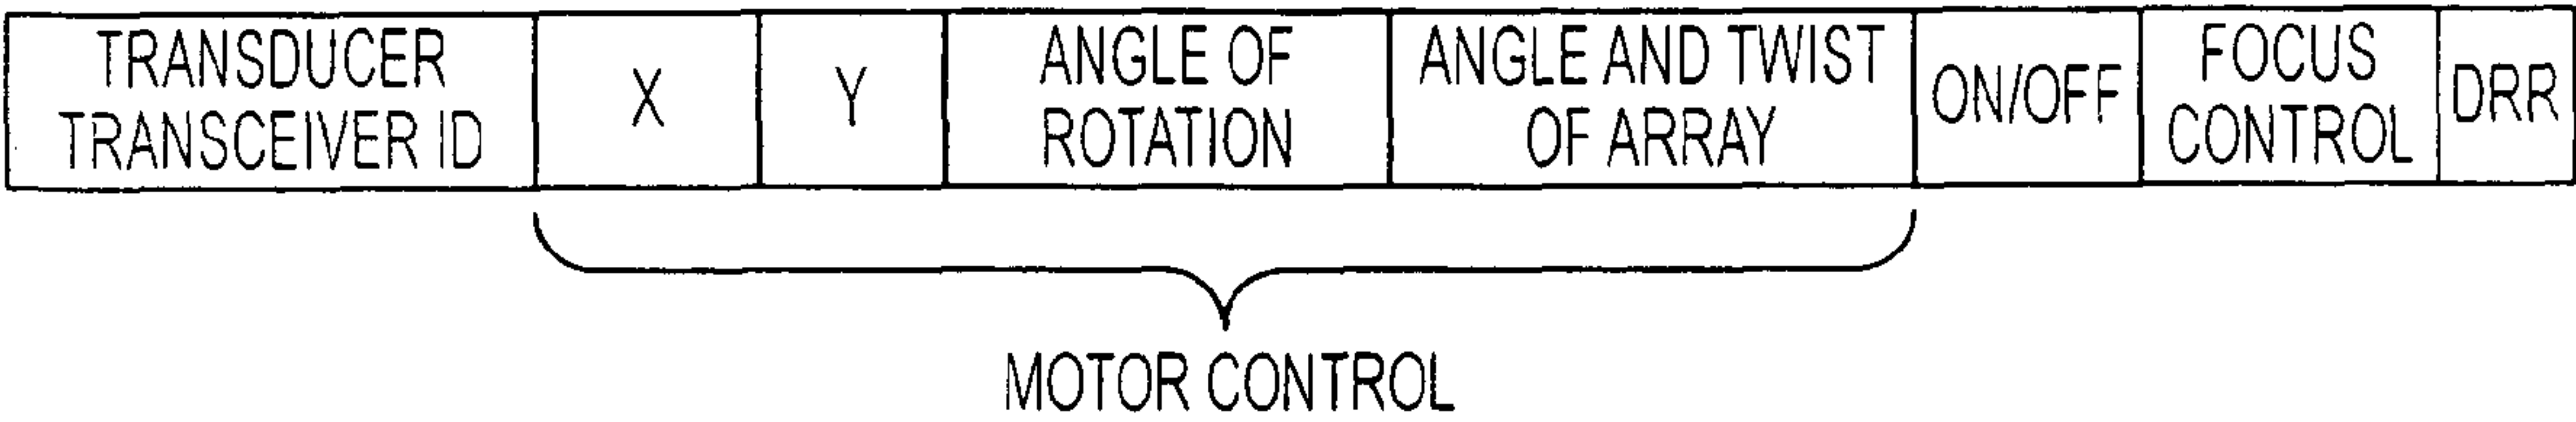 TRANSDUCER
TRANSCEIVER ID
X
Y
ANGLE OF
ROTATION
ANGLE AND TWIST
OF ARRAY
ON/OFF
FOCUS
CONTROL
DRR
MOTOR CONTROL